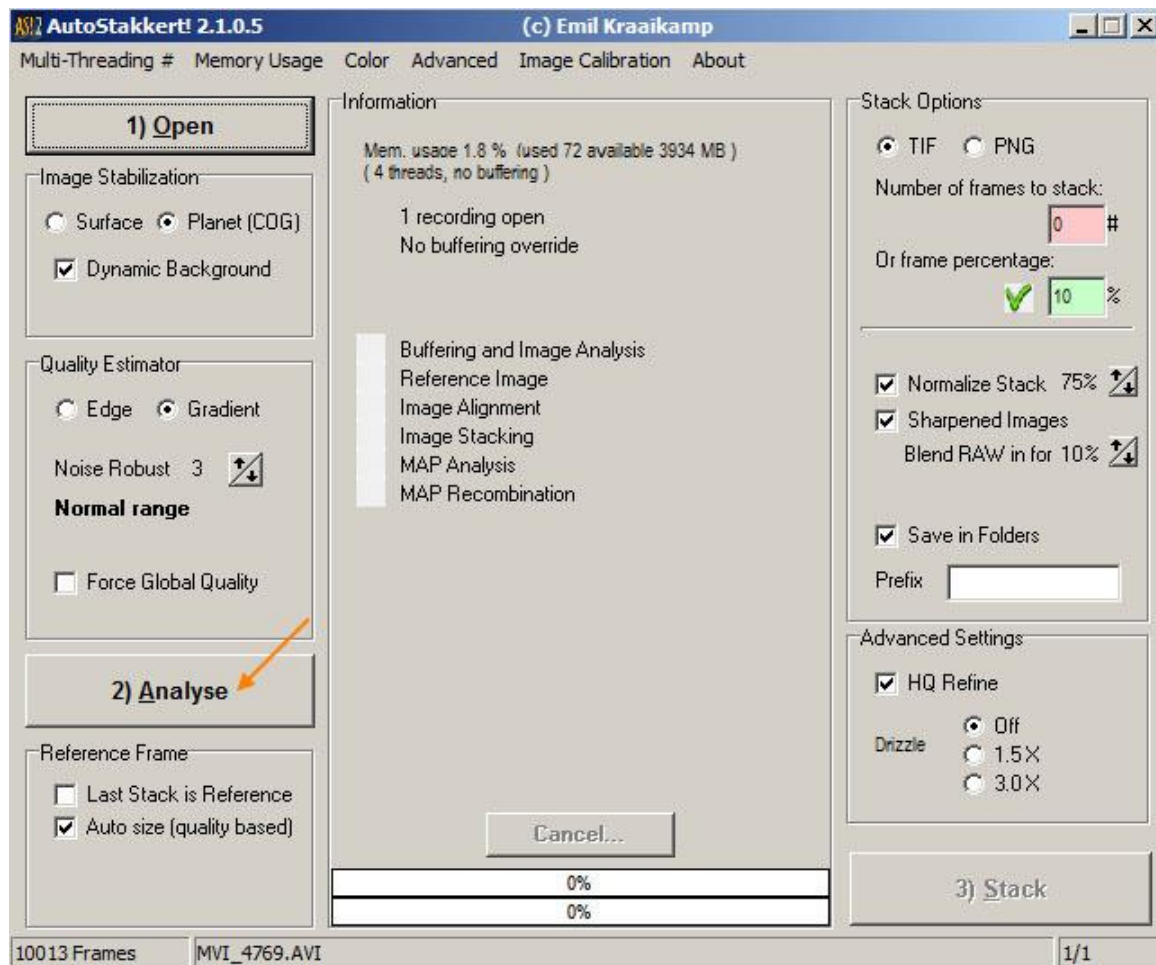 AS!2 AutoStakkert! 2.1.0.5 (c) Emil Kraaikamp
Multi-Threading # Memory Usage Color Advanced Image Calibration About
1) Open
Image Stabilization
Surface Planet (COG)
Dynamic Background
Quality Estimator
Edge Gradient
Noise Robust 3
Normal range
Force Global Quality
2) Analyse
Reference Frame
Last Stack is Reference
Auto size (quality based)
Information
Mem. usage 1.8 % (used 72 available 3934 MB )
( 4 threads, no buffering )
1 recording open
No buffering override
Buffering and Image Analysis
Reference Image
Image Alignment
Image Stacking
MAP Analysis
MAP Recombination
Cancel...
0%
0%
Stack Options
TIF PNG
Number of frames to stack:
0 #
Or frame percentage:
10 %
Normalize Stack 75%
Sharpened Images
Blend RAW in for 10%
Save in Folders
Prefix
Advanced Settings
HQ Refine
Drizzle
Off
1.5X
3.0X
3) Stack
10013 Frames MVI_4769.AVI 1/1